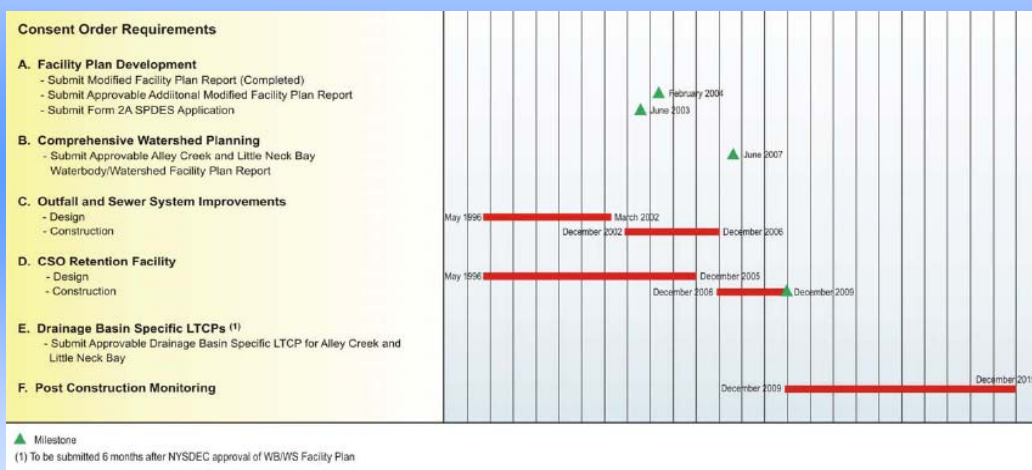 Consent Order Requirements
A. Facility Plan Development
- Submit Modified Facility Plan Report (Completed)
- Submit Approvable Addiitonal Modified Facility Plan Report
February 2004
- Submit Form 2A SPDES Application
June 2003
B. Comprehensive Watershed Planning
- Submit Approvable Alley Creek and Little Neck Bay
Waterbody/Watershed Facility Plan Report
June 2007
C. Outfall and Sewer System Improvements
- Design
May 1996
March 2002
- Construction
December 2002
December 2006
D. CSO Retention Facility
- Design
May 1996
December 2005
- Construction
December 2006
December 2009
E. Drainage Basin Specific LTCPs (1)
- Submit Approvable Drainage Basin Specific LTCP for Alley Creek and
Little Neck Bay
F. Post Construction Monitoring
December 2009
December
Milestone
(1) To be submitted 6 months after NYSDEC approval of WB/WS Facility Plan